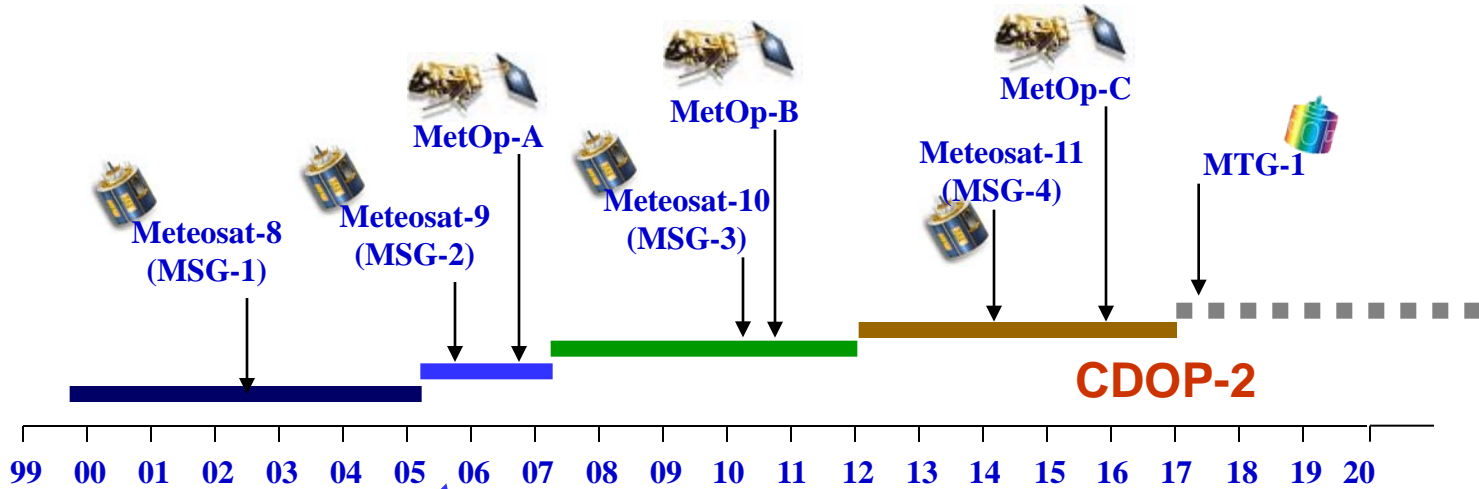 MetOp-A
MetOp-B
MetOp-C
Meteosat-8
(MSG-1)
Meteosat-9
(MSG-2)
Meteosat-10
(MSG-3)
Meteosat-11
(MSG-4)
MTG-1
CDOP-2
99 00 01 02 03 04 05 06 07 08 09 10 11 12 13 14 15 16 17 18 19 20